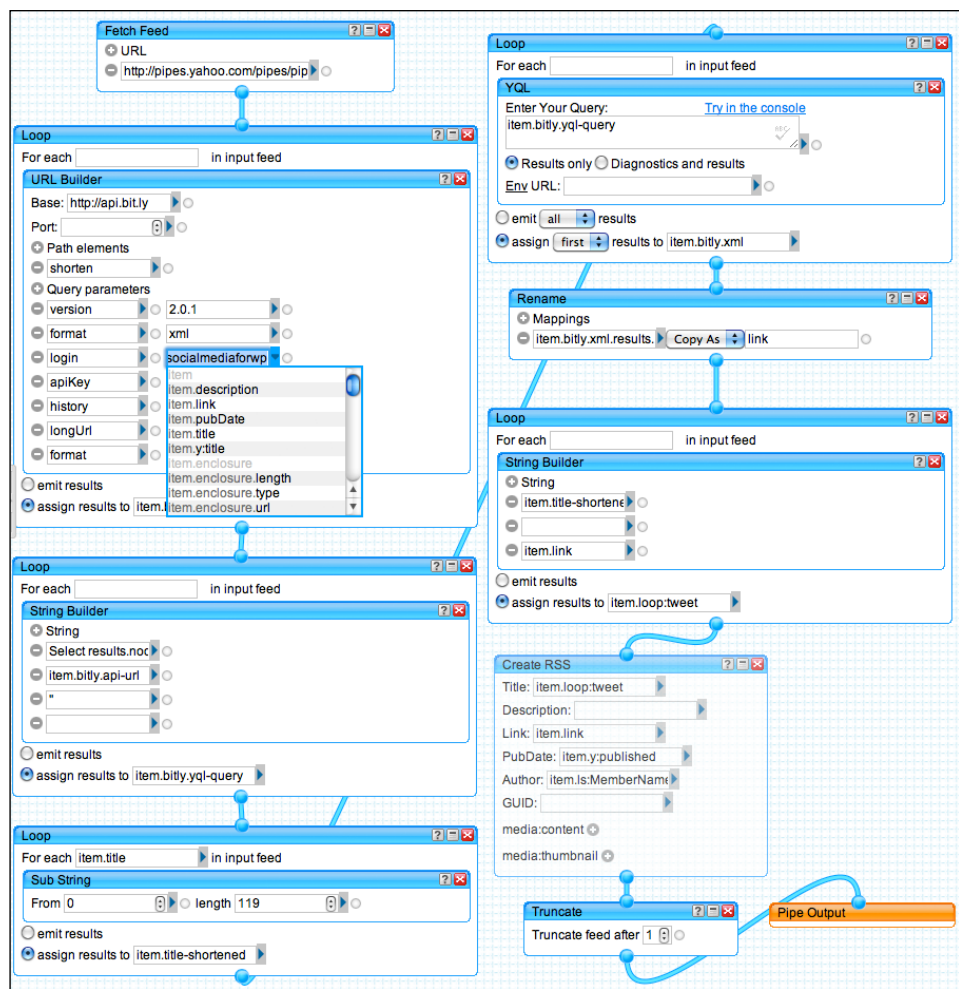 Fetch Feed
URL
http://pipes.yahoo.com/pipes/pip
Loop
For each in input feed
URL Builder
Base: http://api.bit.ly
Port:
Path elements
shorten
Query parameters
version 2.0.1
format xml
login socialmediaforwp
apiKey
history
longUrl
format
item
item.description
item.link
item.pubDate
item.title
item.y:title
item.enclosure
item.enclosure.length
item.enclosure.type
item.enclosure.url
emit results
assign results to item.
Loop
For each in input feed
String Builder
String
Select results.noc
item.bitly.api-url
"
emit results
assign results to item.bitly.yql-query
Loop
For each item.title in input feed
Sub String
From 0 length 119
emit results
assign results to item.title-shortened
Loop
For each in input feed
YQL
Enter Your Query: Try in the console
item.bitly.yql-query
ABC
Results only Diagnostics and results
Env URL:
emit all results
assign first results to item.bitly.xml
Rename
Mappings
item.bitly.xml.results. Copy As link
Loop
For each in input feed
String Builder
String
item.title-shortene
item.link
emit results
assign results to item.loop:tweet
Create RSS
Title: item.loop:tweet
Description:
Link: item.link
PubDate: item.y:published
Author: item.ls:MemberName
GUID:
media:content
media:thumbnail
Truncate
Truncate feed after 1
Pipe Output